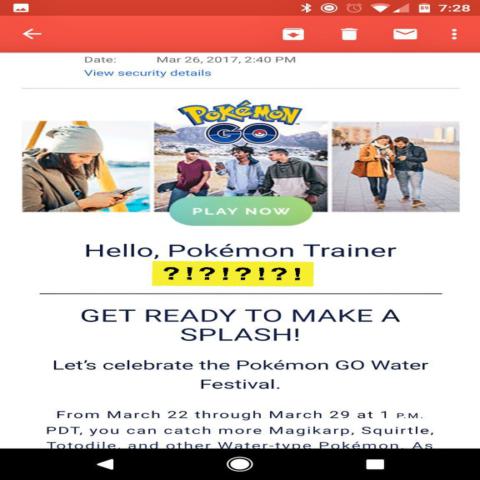 7:28
Date: Mar 26, 2017, 2:40 PM
View security details
POKÉMON
GO
PLAY NOW
Hello, Pokémon Trainer
?!?!?!?!
GET READY TO MAKE A
SPLASH!
Let's celebrate the Pokémon GO Water
Festival.
From March 22 through March 29 at 1 P.M.
PDT, you can catch more Magikarp, Squirtle,
Totodile, and other Water-type Pokémon. As